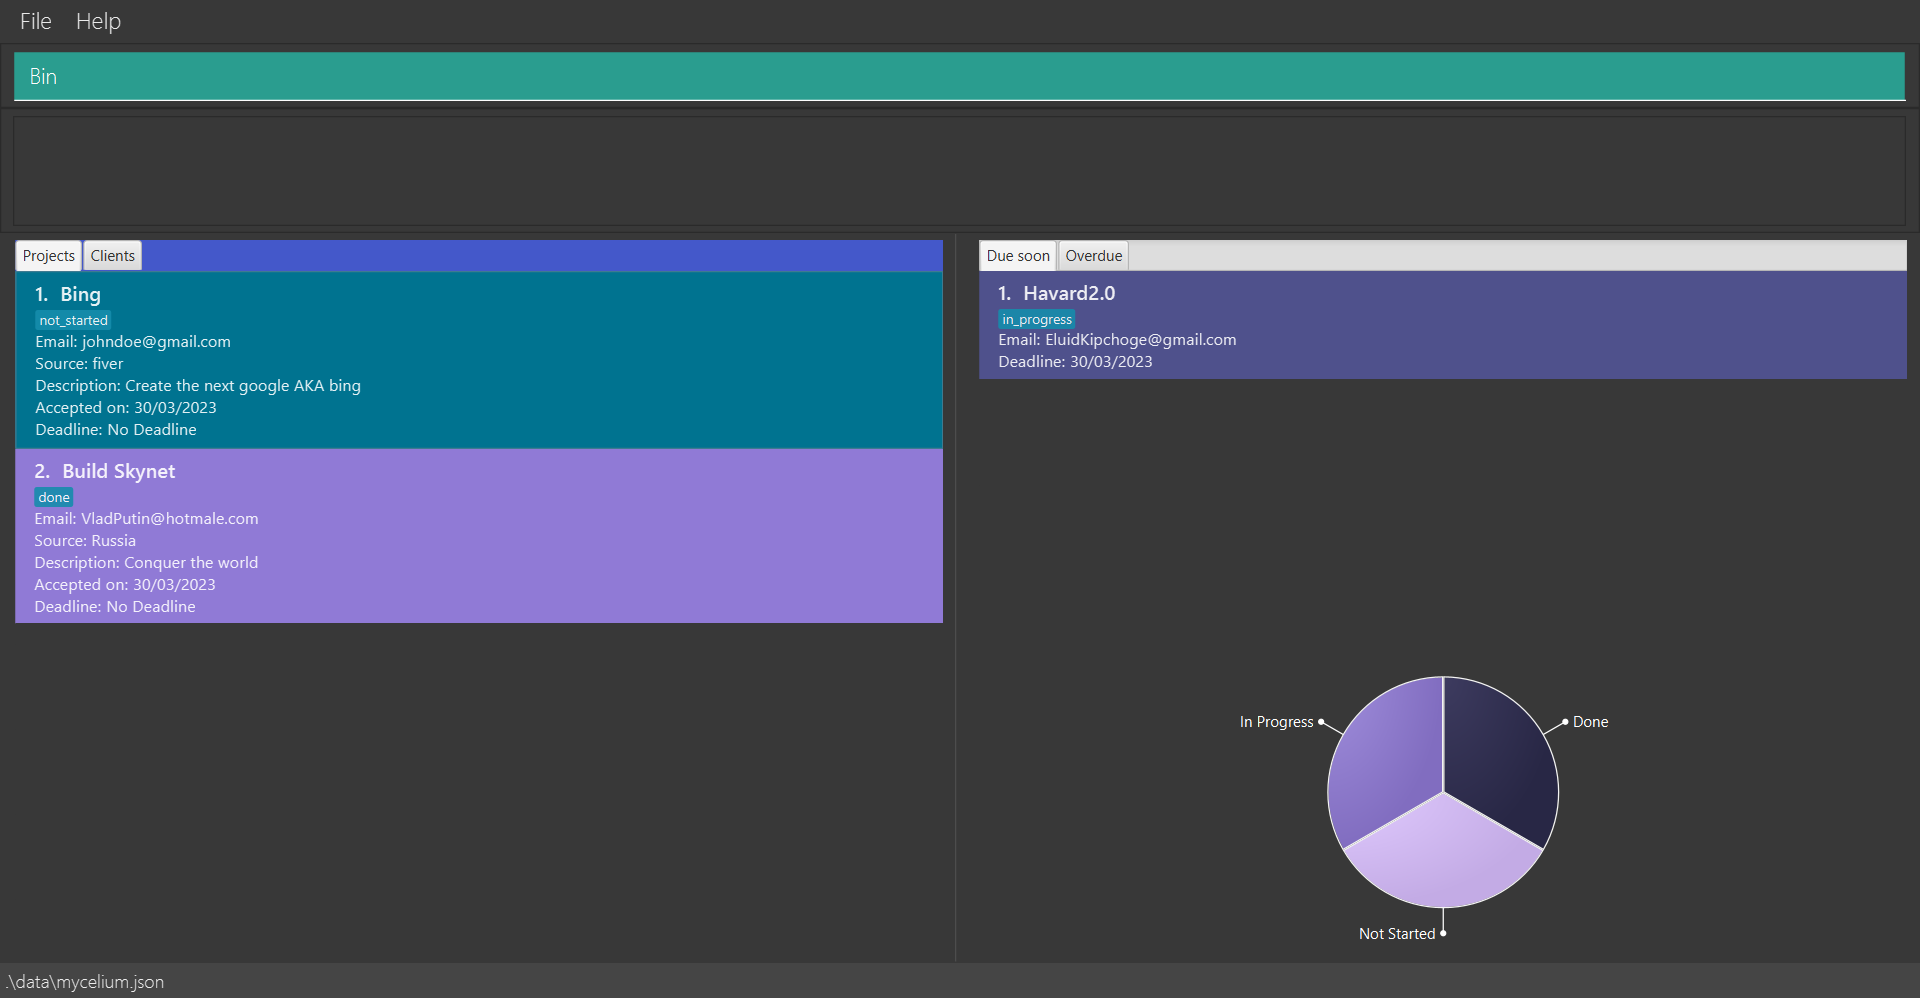 File Help
Bin
Projects Clients
1. Bing
not_started
Email: johndoe@gmail.com
Source: fiver
Description: Create the next google AKA bing
Accepted on: 30/03/2023
Deadline: No Deadline
2. Build Skynet
done
Email: VladPutin@hotmale.com
Source: Russia
Description: Conquer the world
Accepted on: 30/03/2023
Deadline: No Deadline
Due soon Overdue
1. Havard2.0
in_progress
Email: EluidKipchoge@gmail.com
Deadline: 30/03/2023
In Progress
Done
Not Started
.\data\mycelium.json